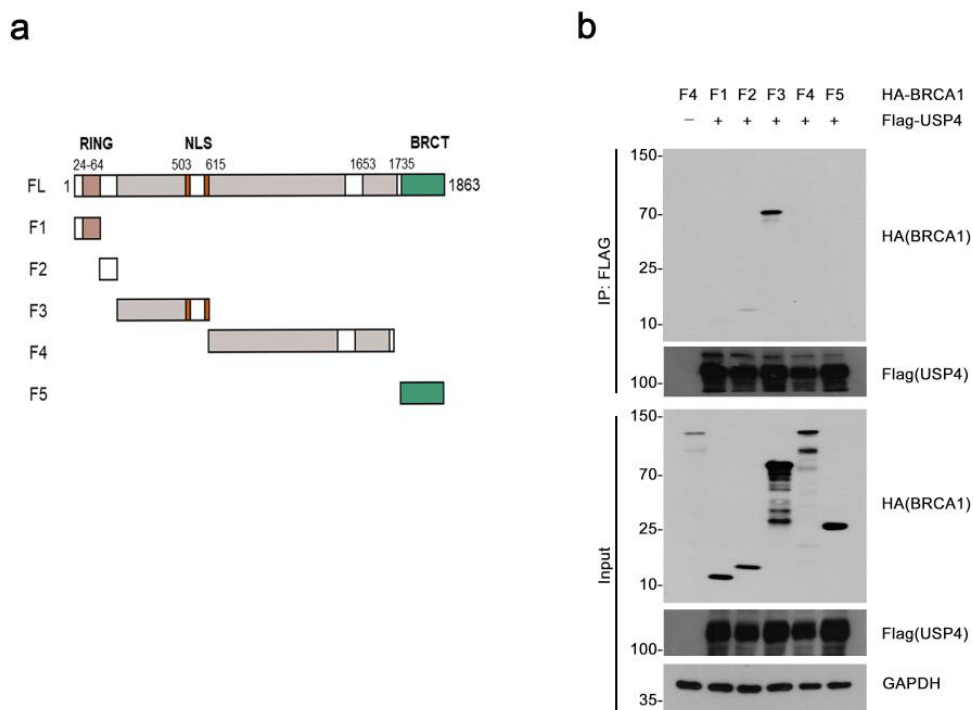 a
RING NLS BRCT
24-64 503 615 1653 1735
FL 1 1863
F1
F2
F3
F4
F5
b
F4 F1 F2 F3 F4 F5 HA-BRCA1
– + + + + + Flag-USP4
IP: FLAG
150-
70-
25-
10-
HA(BRCA1)
100-
Flag(USP4)
Input
150-
70-
25-
10-
HA(BRCA1)
100-
Flag(USP4)
35-
GAPDH